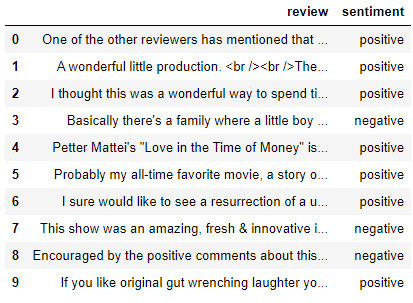 review sentiment
0 One of the other reviewers has mentioned that ... positive
1 A wonderful little production. <br /><br />The... positive
2 I thought this was a wonderful way to spend ti... positive
3 Basically there's a family where a little boy ... negative
4 Petter Mattei's "Love in the Time of Money" is... positive
5 Probably my all-time favorite movie, a story o... positive
6 I sure would like to see a resurrection of a u... positive
7 This show was an amazing, fresh & innovative i... negative
8 Encouraged by the positive comments about this... negative
9 If you like original gut wrenching laughter yo... positive